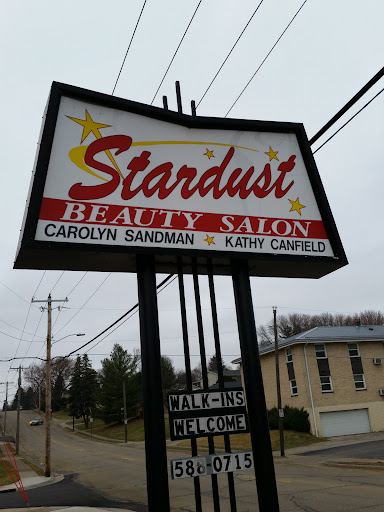 Stardust
BEAUTY SALON
CAROLYN SANDMAN KATHY CANFIELD
WALK-INS
WELCOME
588-0715